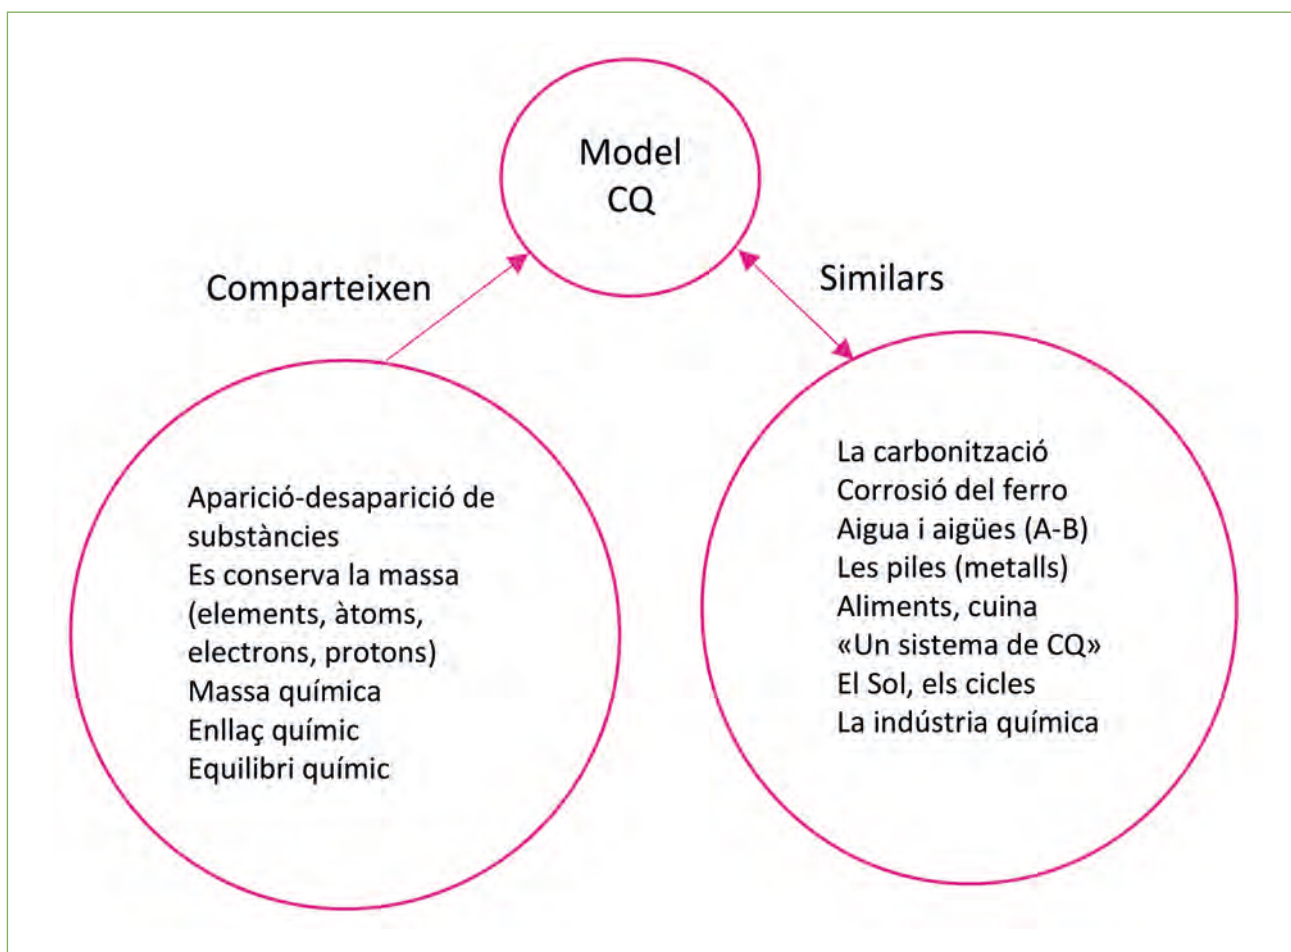 Model
CQ
Comparteixen
Similars
Aparició-desaparició de
substàncies
Es conserva la massa
(elements, àtoms,
electrons, protons)
Massa química
Enllaç químic
Equilibri químic
La carbonització
Corrosió del ferro
Aigua i aigües (A-B)
Les piles (metalls)
Aliments, cuina
«Un sistema de CQ»
El Sol, els cicles
La indústria química